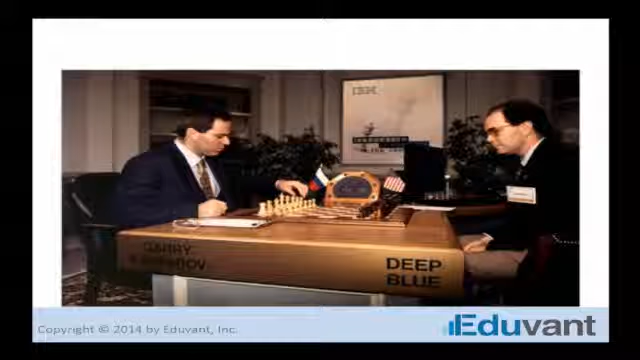 IBM
GARRY
KASPAROV
DEEP
BLUE
Copyright © 2014 by Eduvant, Inc.
Eduvant